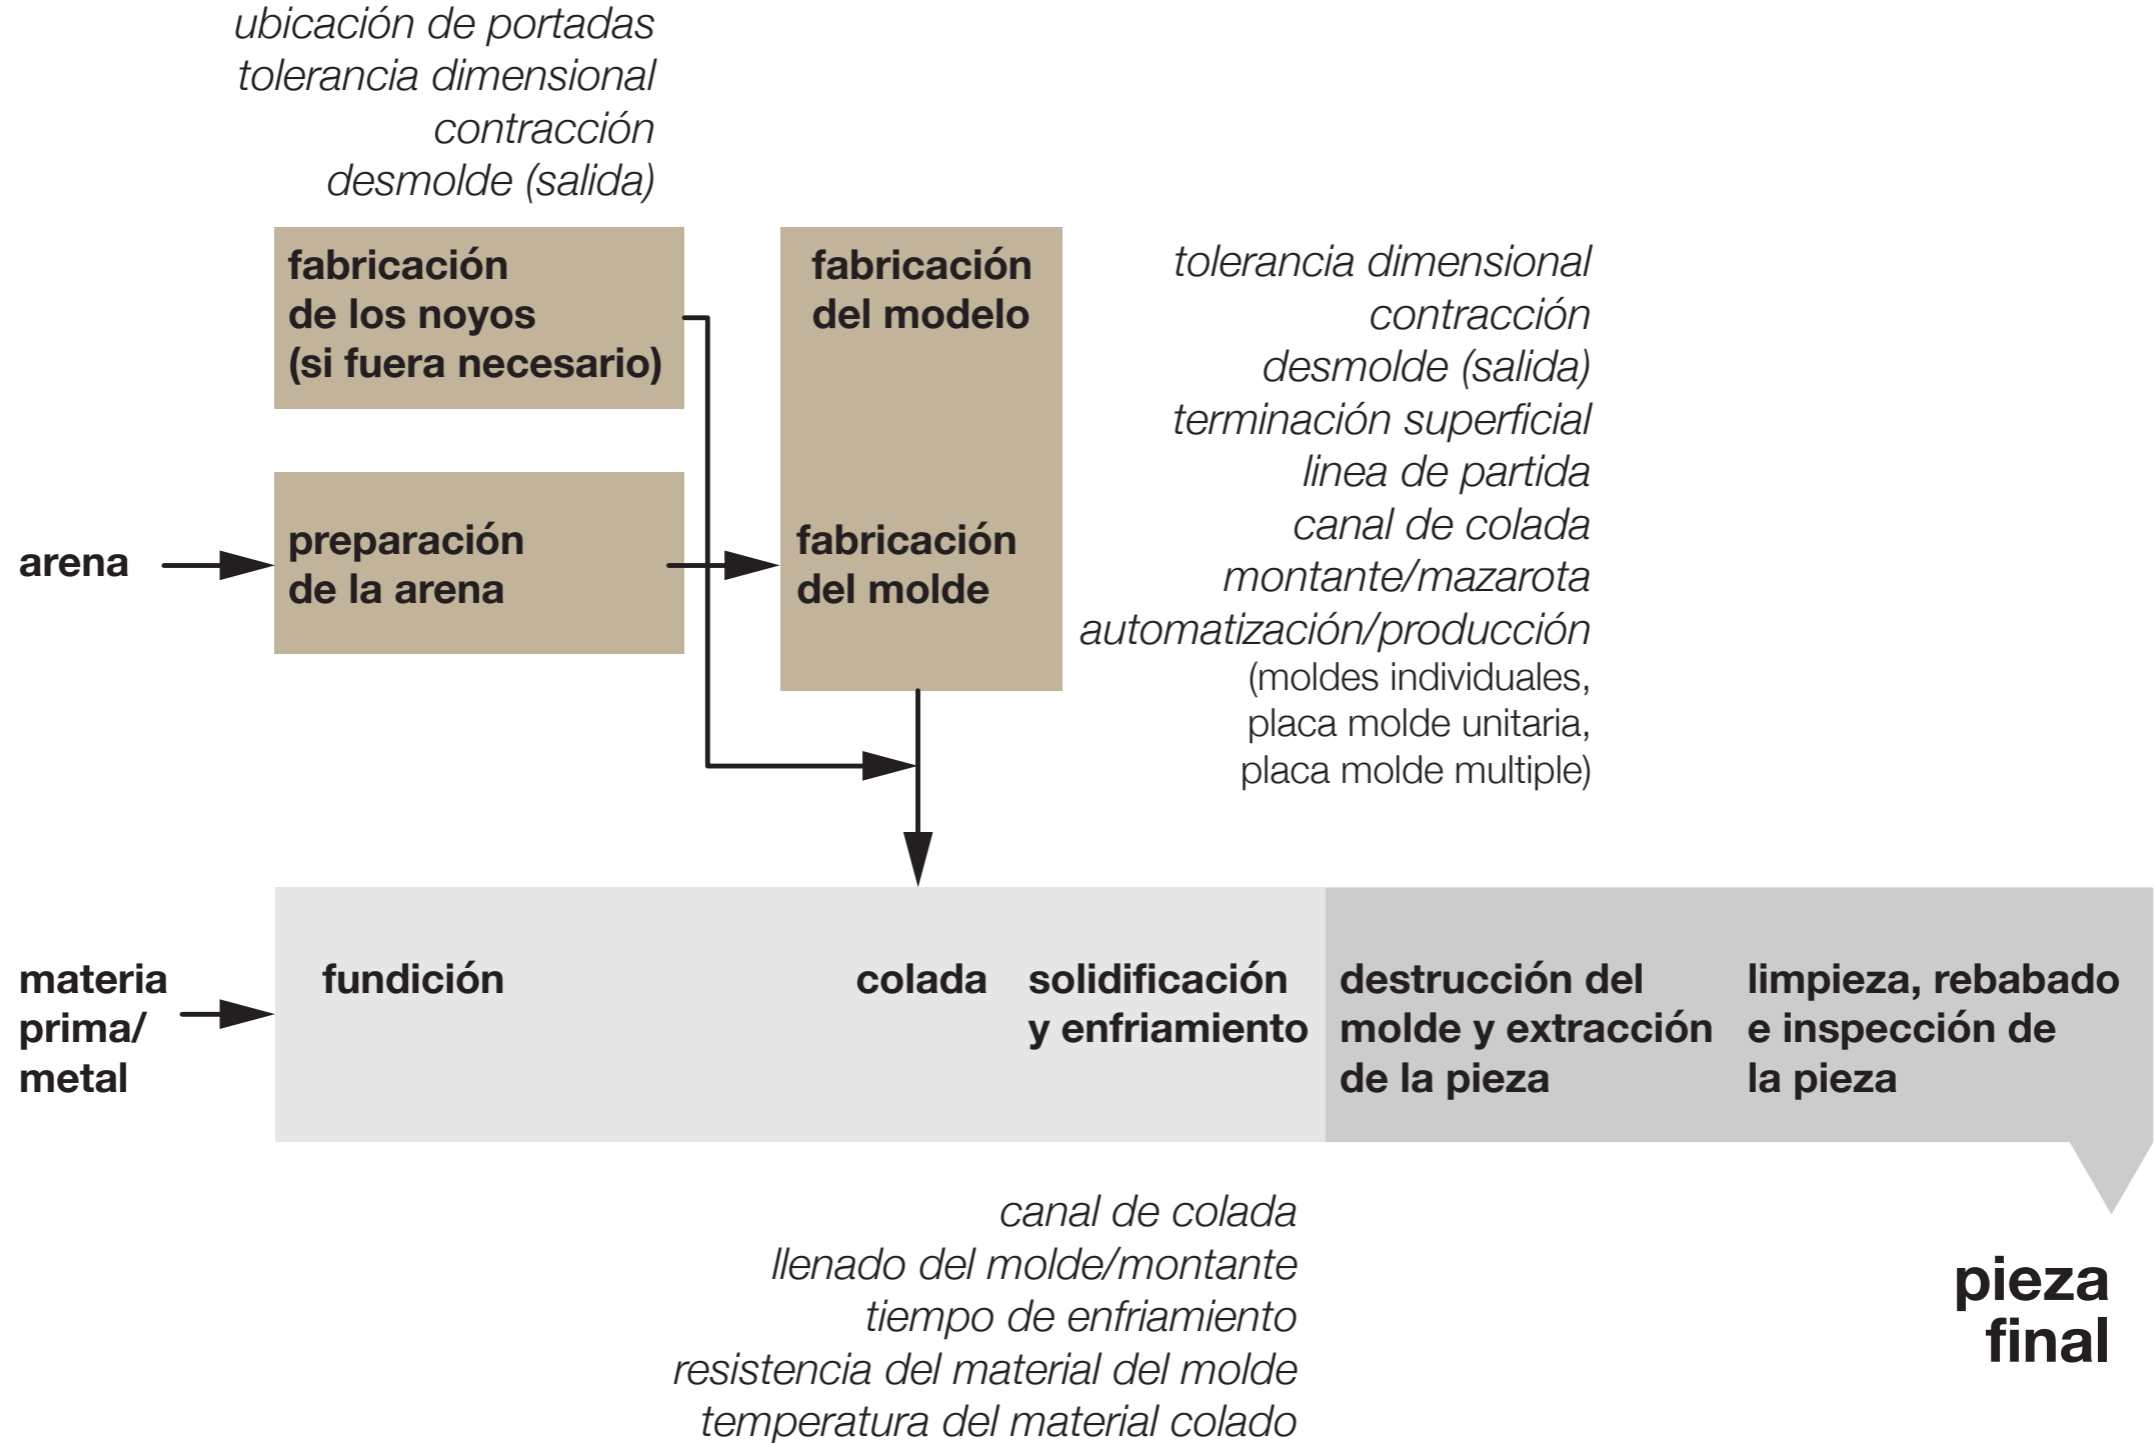 ubicación de portadas
tolerancia dimensional
contracción
desmolde (salida)
fabricación
de los noyos
(si fuera necesario)
fabricación
del modelo
tolerancia dimensional
contracción
desmolde (salida)
terminación superficial
linea de partida
canal de colada
montante/mazarota
automatización/producción
(moldes individuales,
placa molde unitaria,
placa molde multiple)
arena
preparación
de la arena
fabricación
del molde
materia
prima/
metal
fundición
colada
solidificación
y enfriamiento
destrucción del
molde y extracción
de la pieza
limpieza, rebabado
e inspección de
la pieza
canal de colada
llenado del molde/montante
tiempo de enfriamiento
resistencia del material del molde
temperatura del material colado
pieza
final